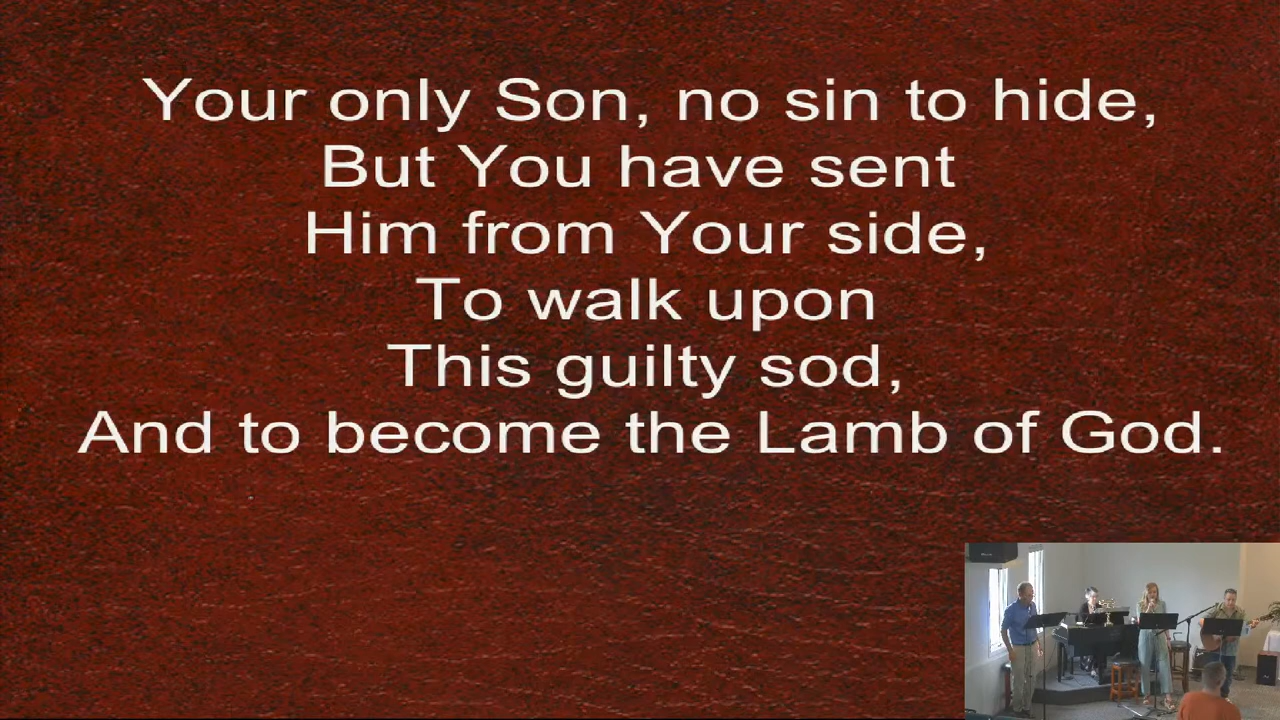 Your only Son, no sin to hide,
But You have sent
Him from Your side,
To walk upon
This guilty sod,
And to become the Lamb of God.